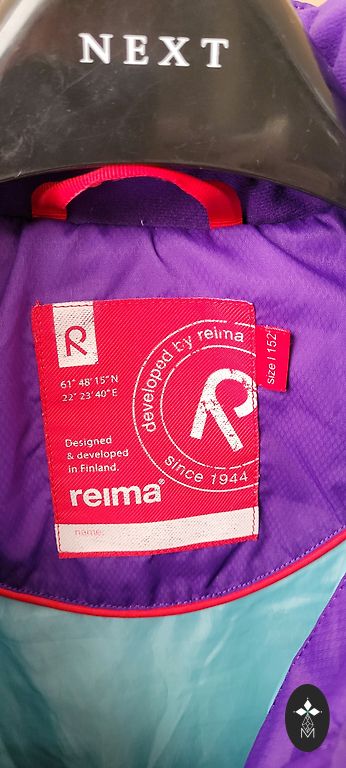 NEXT
R
61° 48' 15" N
22° 23' 40" E
Designed
& developed
in Finland.
reima®
name:
developed by reima
R
since 1944
size | 152
M